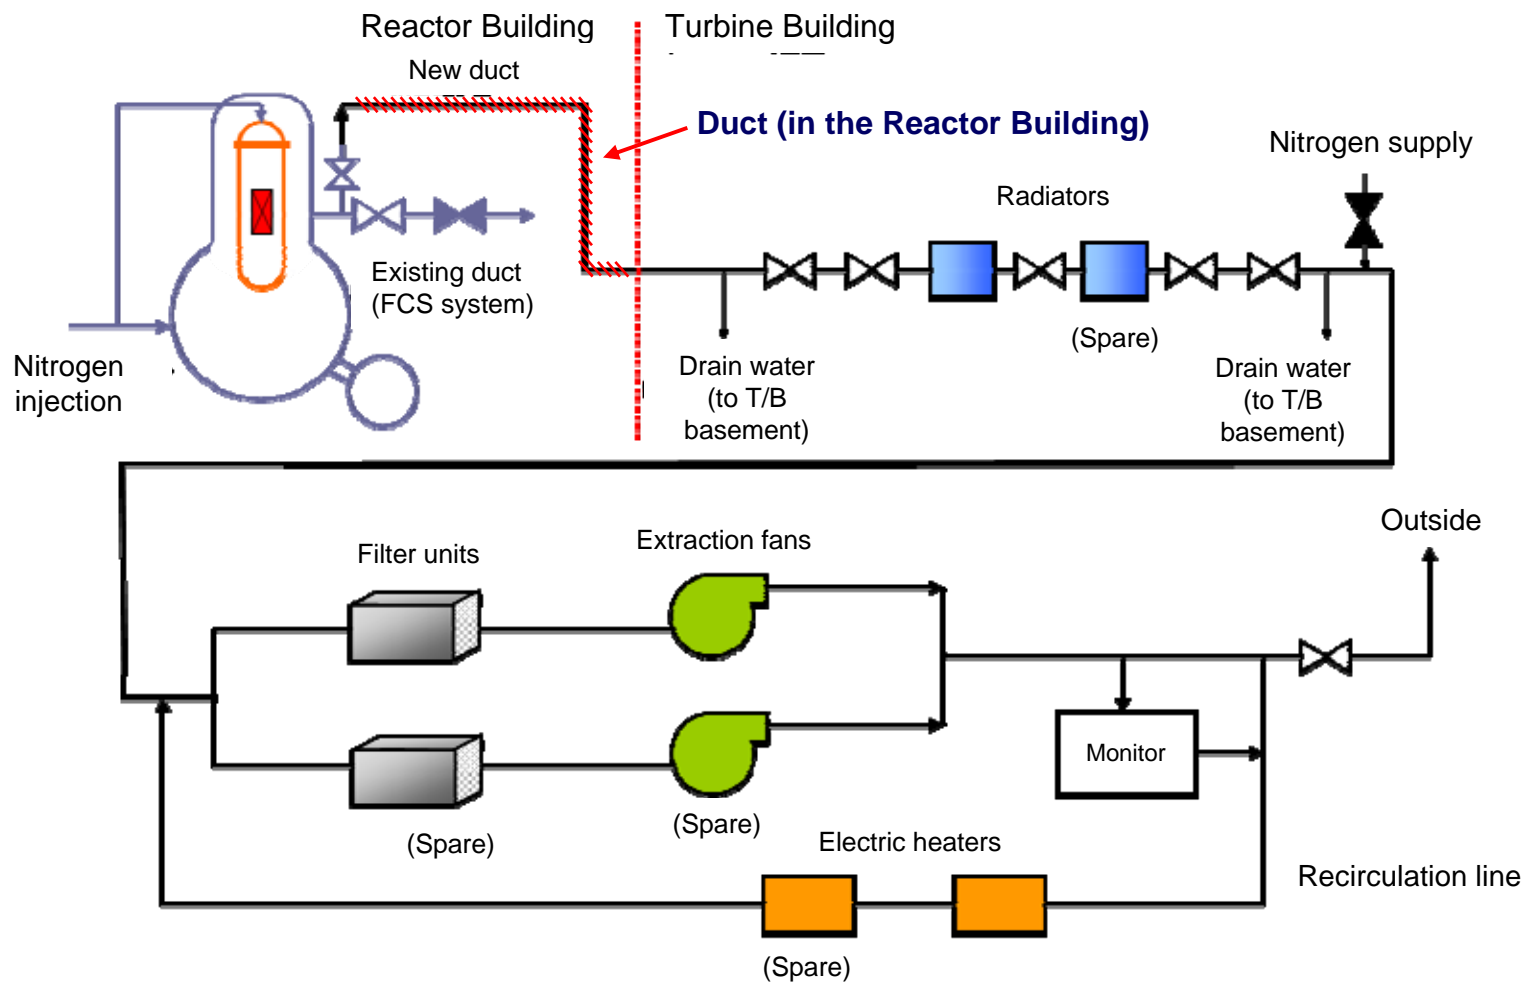 Reactor Building
Turbine Building
New duct
Duct (in the Reactor Building)
Nitrogen supply
Radiators
Existing duct
(FCS system)
(Spare)
Nitrogen
injection
Drain water
(to T/B
basement)
Drain water
(to T/B
basement)
Outside
Filter units
Extraction fans
Monitor
(Spare)
(Spare)
Electric heaters
Recirculation line
(Spare)